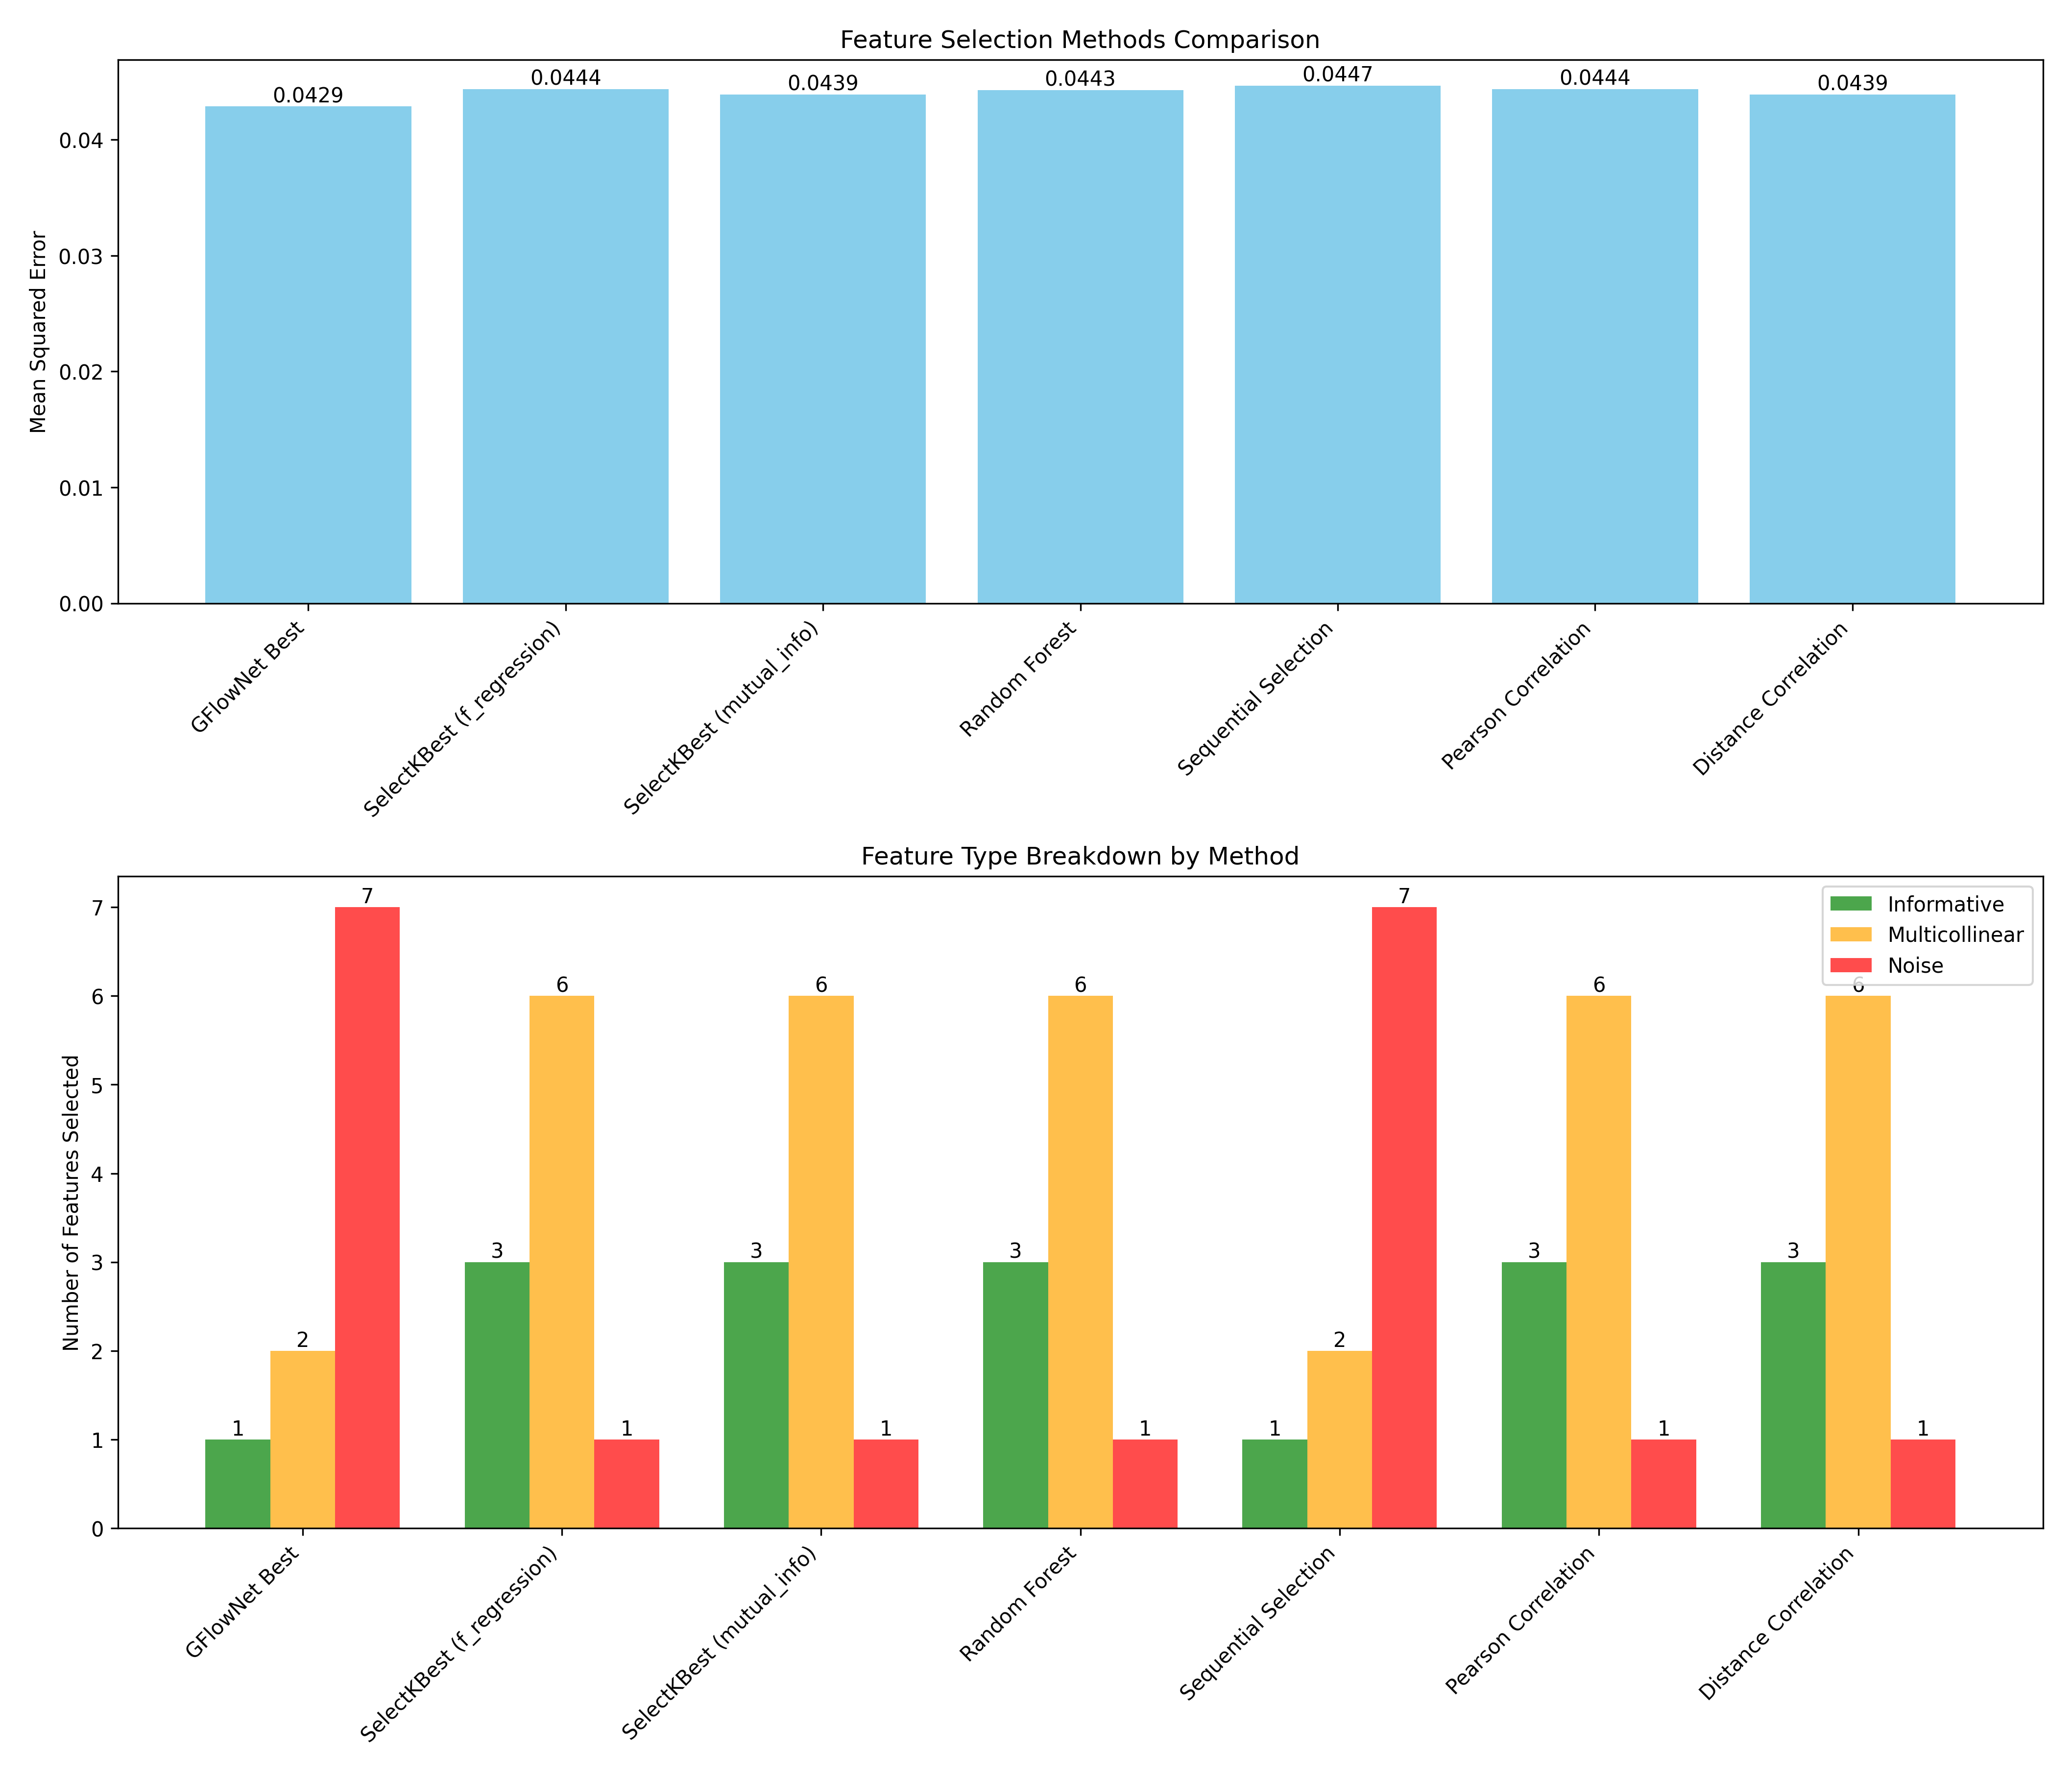 Feature Selection Methods Comparison
Mean Squared Error
0.04
0.03
0.02
0.01
0.00
0.0429
0.0444
0.0439
0.0443
0.0447
0.0444
0.0439
GFlowNet Best
SelectKBest (f_regression)
SelectKBest (mutual_info)
Random Forest
Sequential Selection
Pearson Correlation
Distance Correlation
Feature Type Breakdown by Method
Number of Features Selected
7
6
5
4
3
2
1
0
Informative
Multicollinear
Noise
1
2
7
3
6
1
3
6
1
3
6
1
1
2
7
3
6
1
3
6
1
GFlowNet Best
SelectKBest (f_regression)
SelectKBest (mutual_info)
Random Forest
Sequential Selection
Pearson Correlation
Distance Correlation